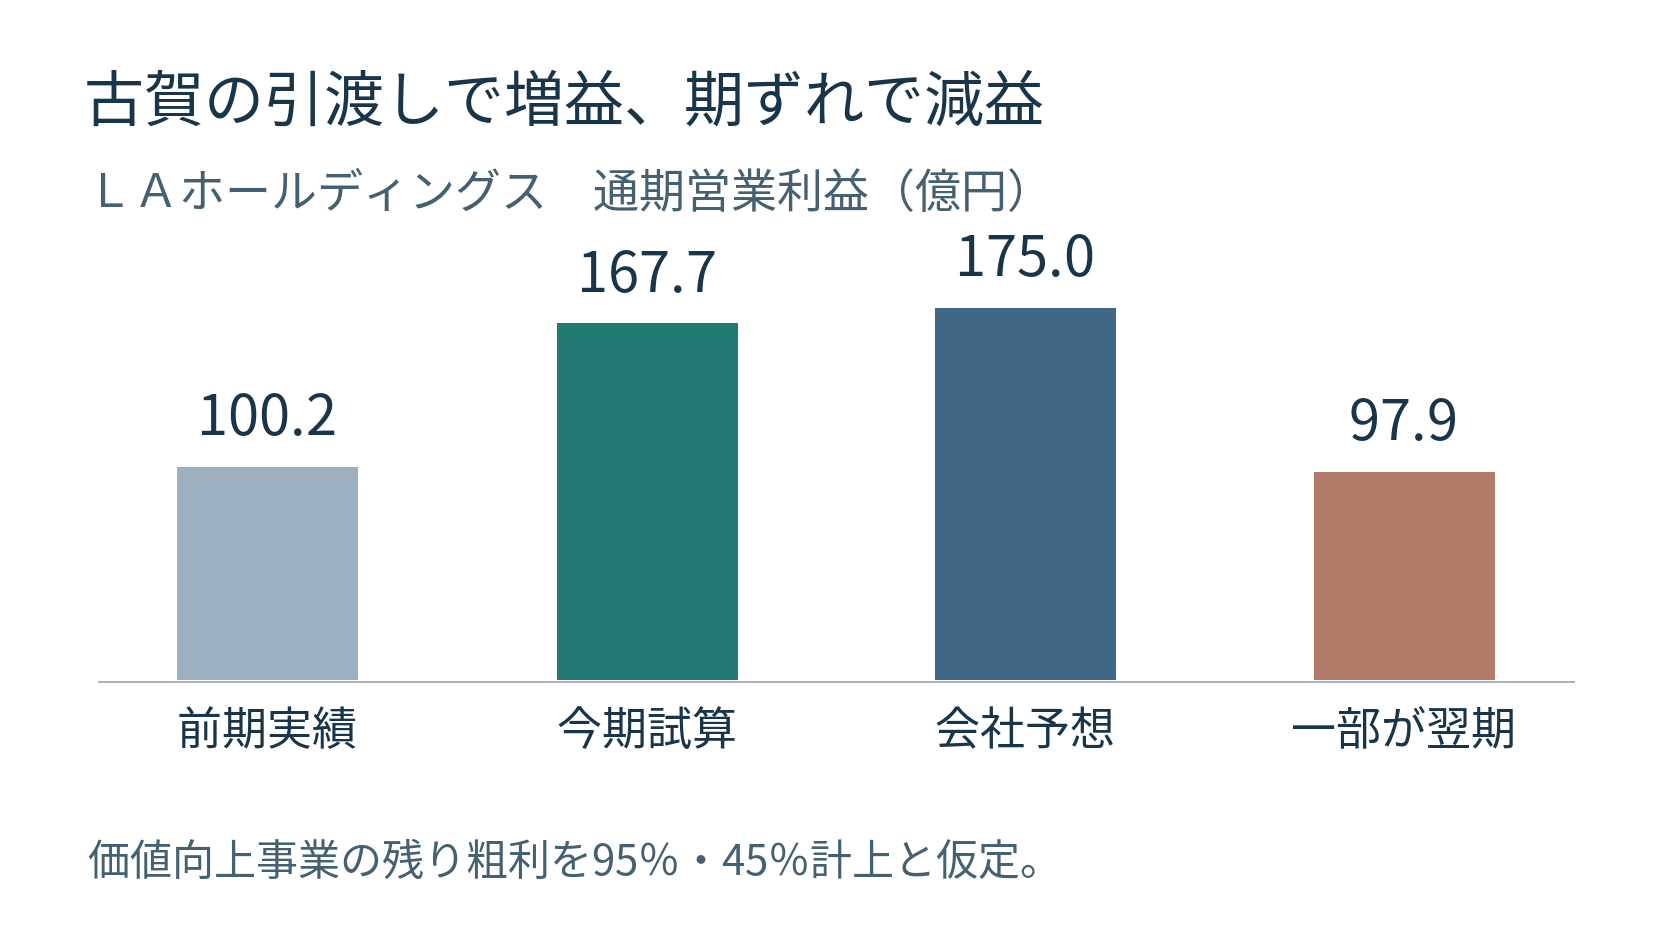 古賀の引渡しで増益、期ずれで減益
ＬＡホールディングス　通期営業利益（億円）
100.2
167.7
175.0
97.9
前期実績
今期試算
会社予想
一部が翌期
価値向上事業の残り粗利を95%・45%計上と仮定。